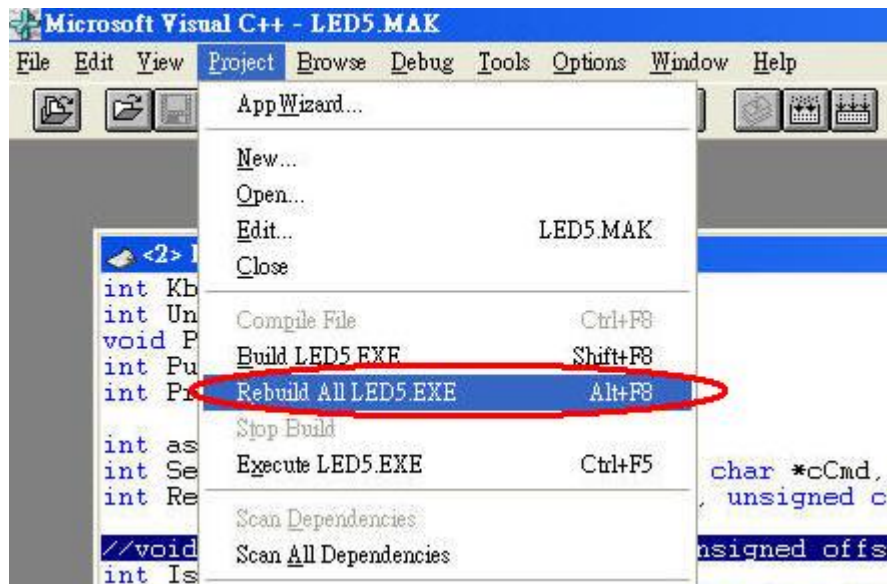 Microsoft Visual C++ - LED5.MAK
File Edit View Project Browse Debug Tools Options Window Help
AppWizard...
New...
Open...
Edit... LED5.MAK
<2>
Close
int Kb
int Un
Compile File Ctrl+F8
void P
Build LED5.EXE Shift+F8
int Pu
Rebuild All LED5.EXE Alt+F8
int Pr
Stop Build
int as
Execute LED5.EXE Ctrl+F5
int Se char *cCmd,
int Re , unsigned c
Scan Dependencies
//void nsigned offs
Scan All Dependencies
int Is